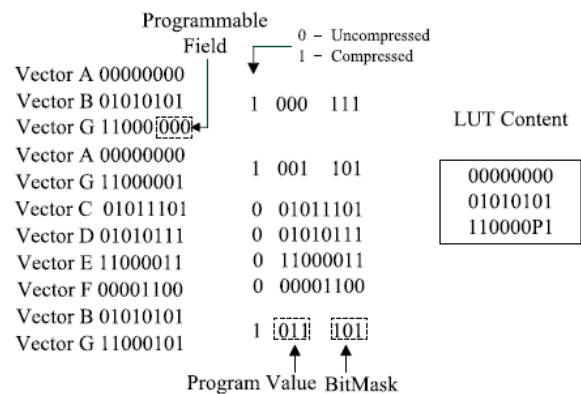 Programmable
Field
0 – Uncompressed
1 – Compressed
Vector A 00000000
Vector B 01010101
Vector G 11000000
1 000 111
Vector A 00000000
Vector G 11000001
1 001 101
Vector C 01011101
0 01011101
Vector D 01010111
0 01010111
Vector E 11000011
0 11000011
Vector F 00001100
0 00001100
Vector B 01010101
Vector G 11000101
1 011 101
Program Value BitMask
LUT Content
00000000
01010101
110000P1